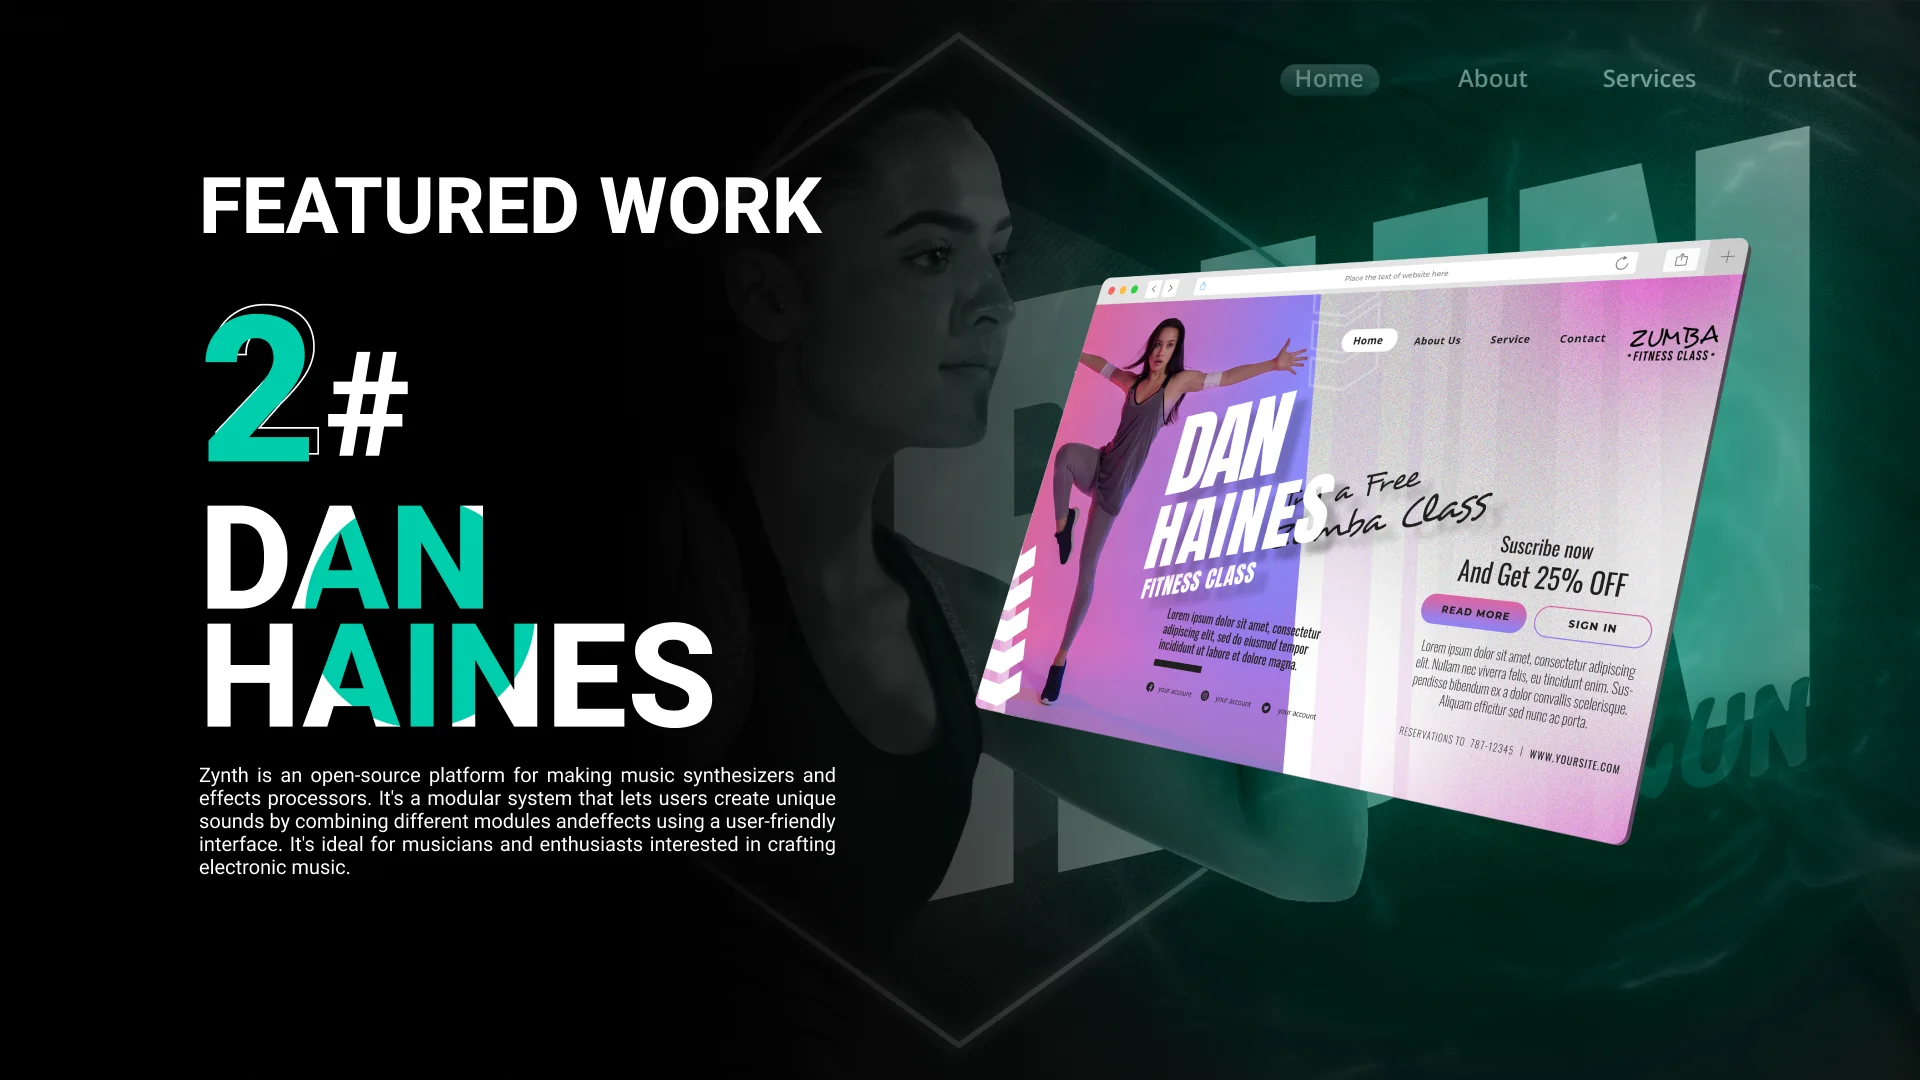 Home About Services Contact
FEATURED WORK
2#
DAN
HAINES
Zynth is an open-source platform for making music synthesizers and
effects processors. It's a modular system that lets users create unique
sounds by combining different modules andeffects using a user-friendly
interface. It's ideal for musicians and enthusiasts interested in crafting
electronic music.
Place the text of website here
Home About Us Service Contact
ZUMBA
•FITNESS CLASS•
DAN
HAINES
FITNESS CLASS
a Free
Class
Suscribe now
And Get 25% OFF
READ MORE SIGN IN
Lorem ipsum dolor sit amet, consectetur
adipiscing elit, sed do eiusmod tempor
incididunt ut labore et dolore magna.
your account your account your account
Lorem ipsum dolor sit amet, consectetur adipiscing
elit. Nullam nec viverra felis, eu tincidunt enim. Sus-
pendisse bibendum ex a dolor convallis scelerisque.
Aliquam efficitur sed nunc ac porta.
RESERVATIONS TO 787-12345 | WWW.YOURSITE.COM